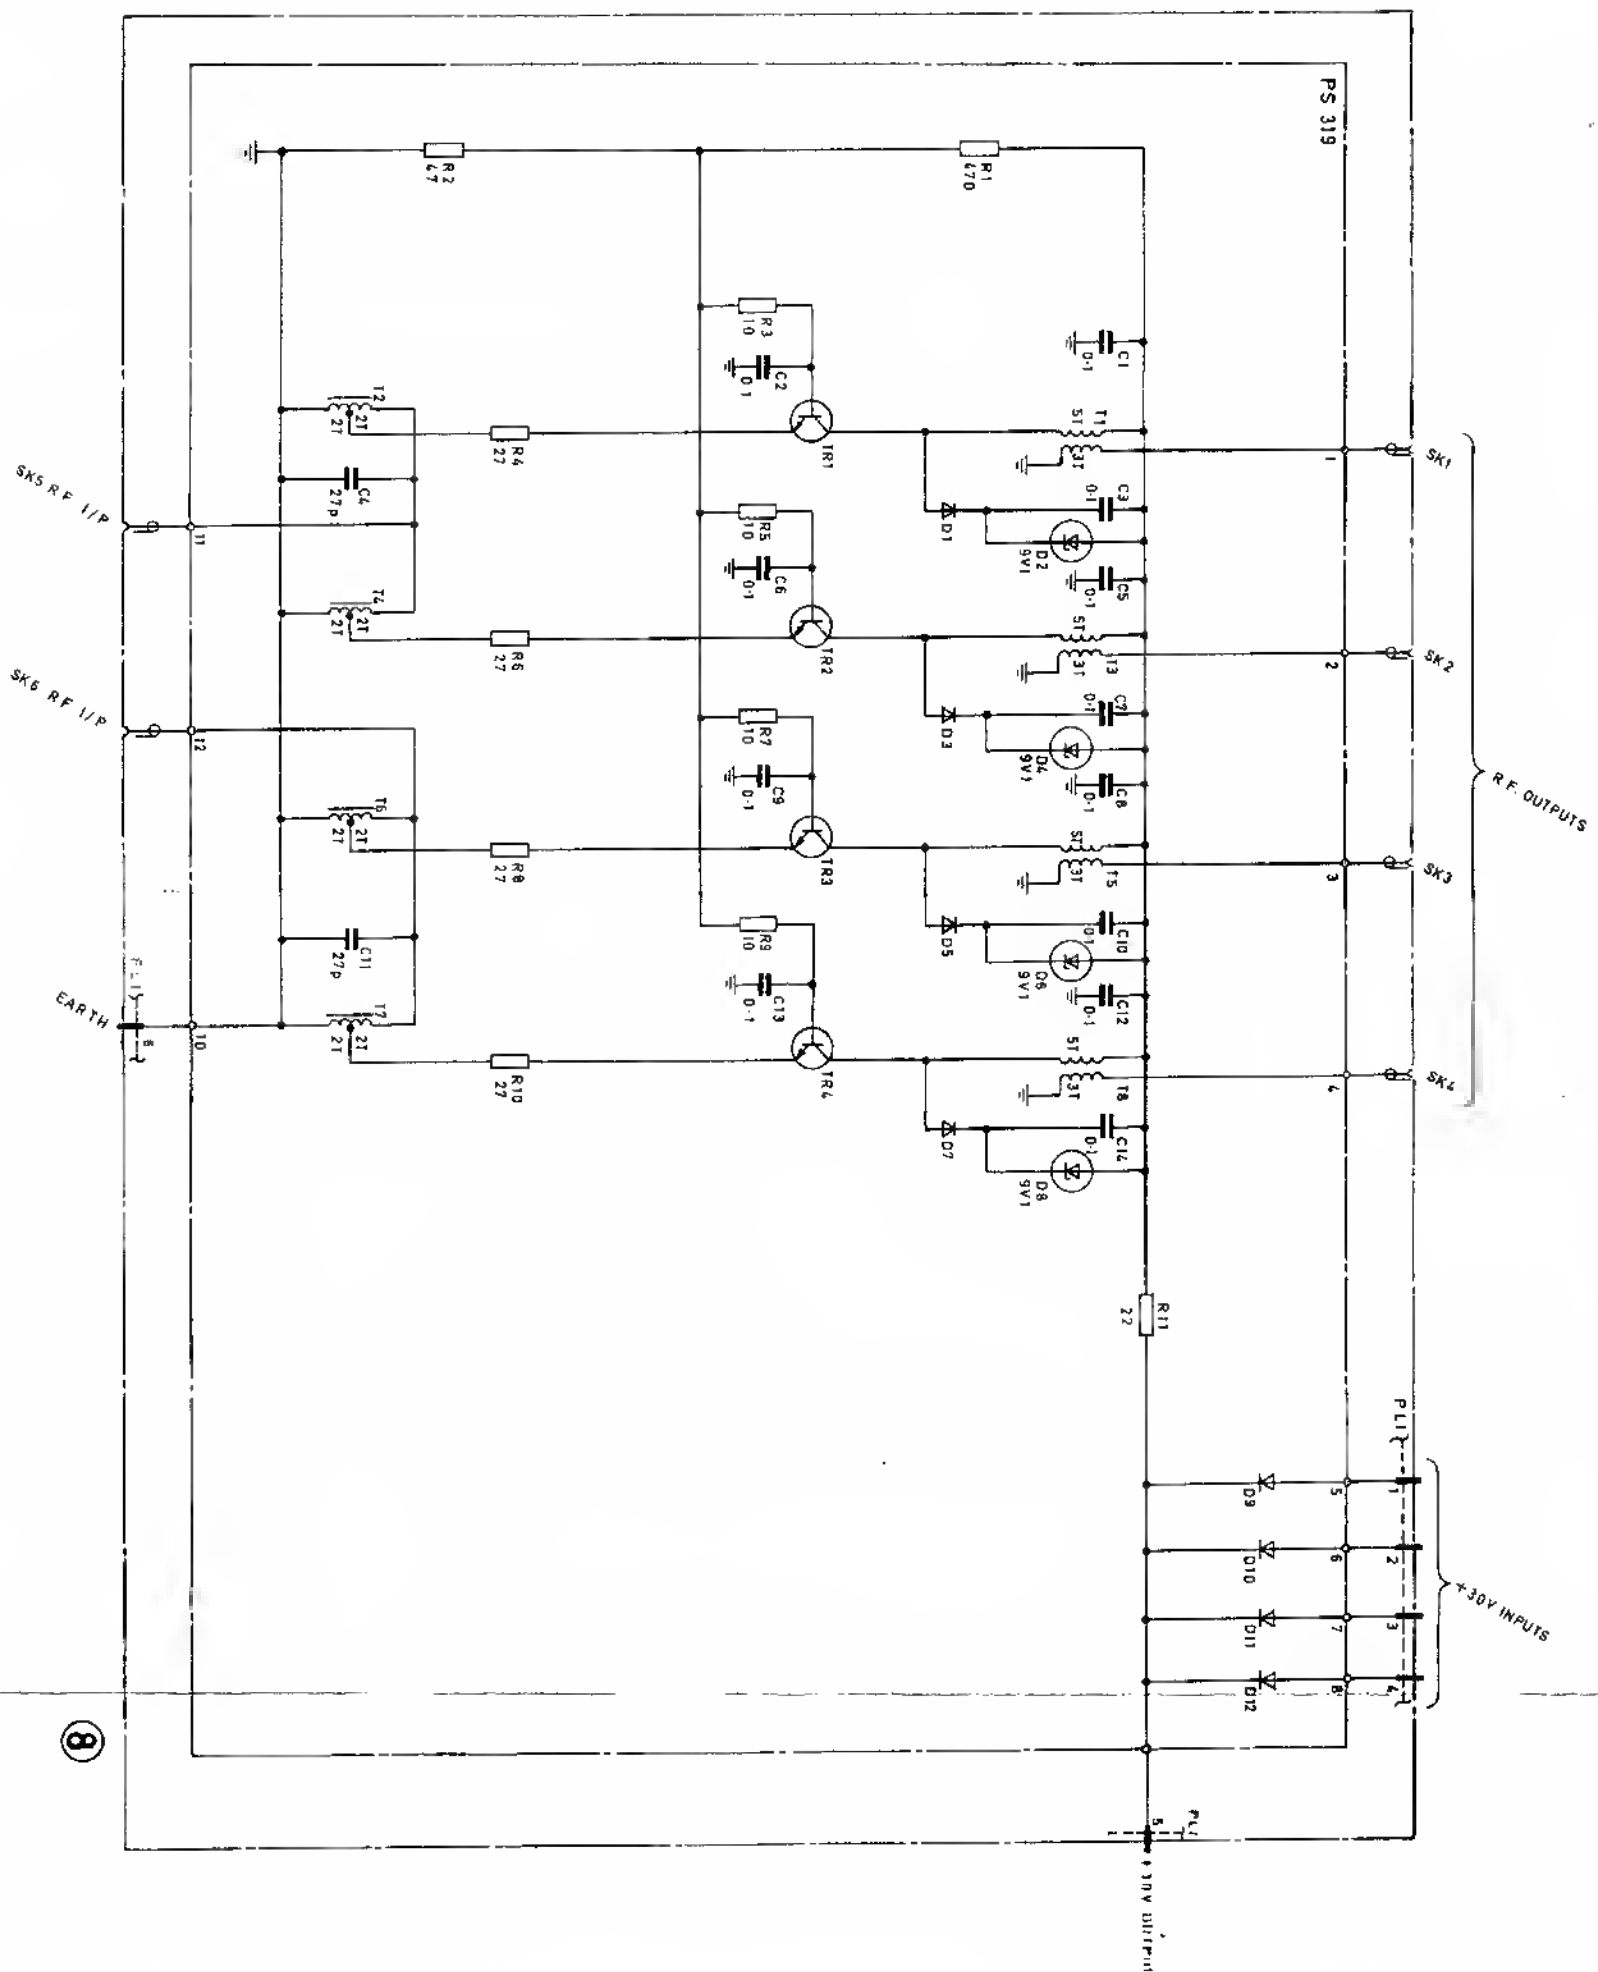 PS 319
R1
470
R2
47
R3
10
C2
0·1
C1
0·1
TR1
T1
5T
3T
1
SK1
T2
2T
2T
R4
27
C4
27p
SK5 R F I/P
11
D1
C3
0·1
D2
9V1
C5
0·1
R5
10
C6
0·1
TR2
5T
3T
T3
2
SK2
T4
2T
2T
R6
27
SK6 R F I/P
12
D3
C7
0·1
D4
9V1
C8
0·1
R7
10
C9
0·1
TR3
5T
3T
T5
3
SK3
R.F. OUTPUTS
T6
2T
2T
R8
27
C11
27p
D5
C10
0·1
D6
9V1
C12
0·1
R9
10
C13
0·1
TR4
5T
3T
T8
4
SK4
T7
2T
2T
R10
27
EARTH
PL1
6
10
D7
C14
0·1
D8
9V1
R11
22
PL1
D9
5
1
D10
6
2
D11
7
3
D12
8
4
+30V INPUTS
PL1
5
+30V OUTPUT
8